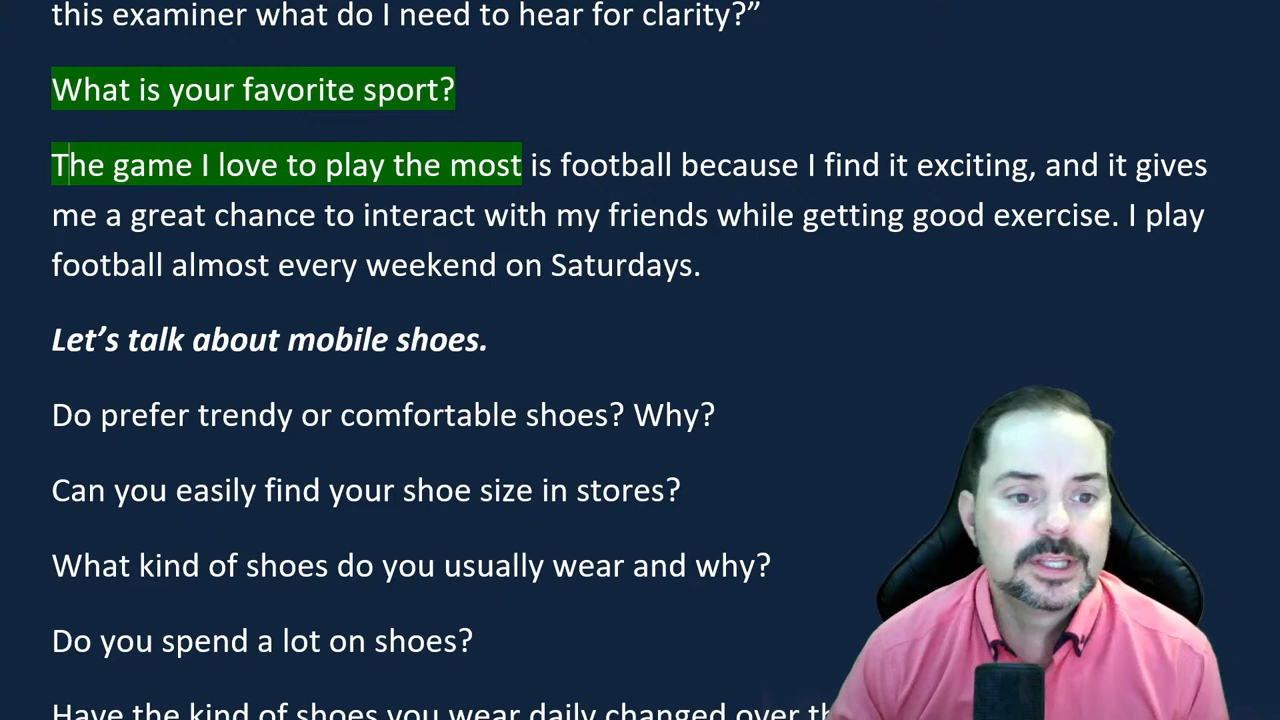 this examiner what do I need to hear for clarity?”
What is your favorite sport?
The game I love to play the most is football because I find it exciting, and it gives
me a great chance to interact with my friends while getting good exercise. I play
football almost every weekend on Saturdays.
Let’s talk about mobile shoes.
Do prefer trendy or comfortable shoes? Why?
Can you easily find your shoe size in stores?
What kind of shoes do you usually wear and why?
Do you spend a lot on shoes?
Have the kind of shoes you wear daily changed over